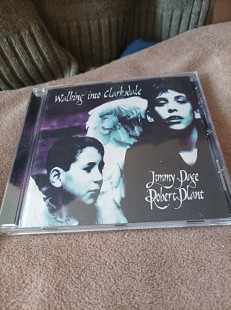 Walking into Clarksdale
Jimmy Page
Robert Plant